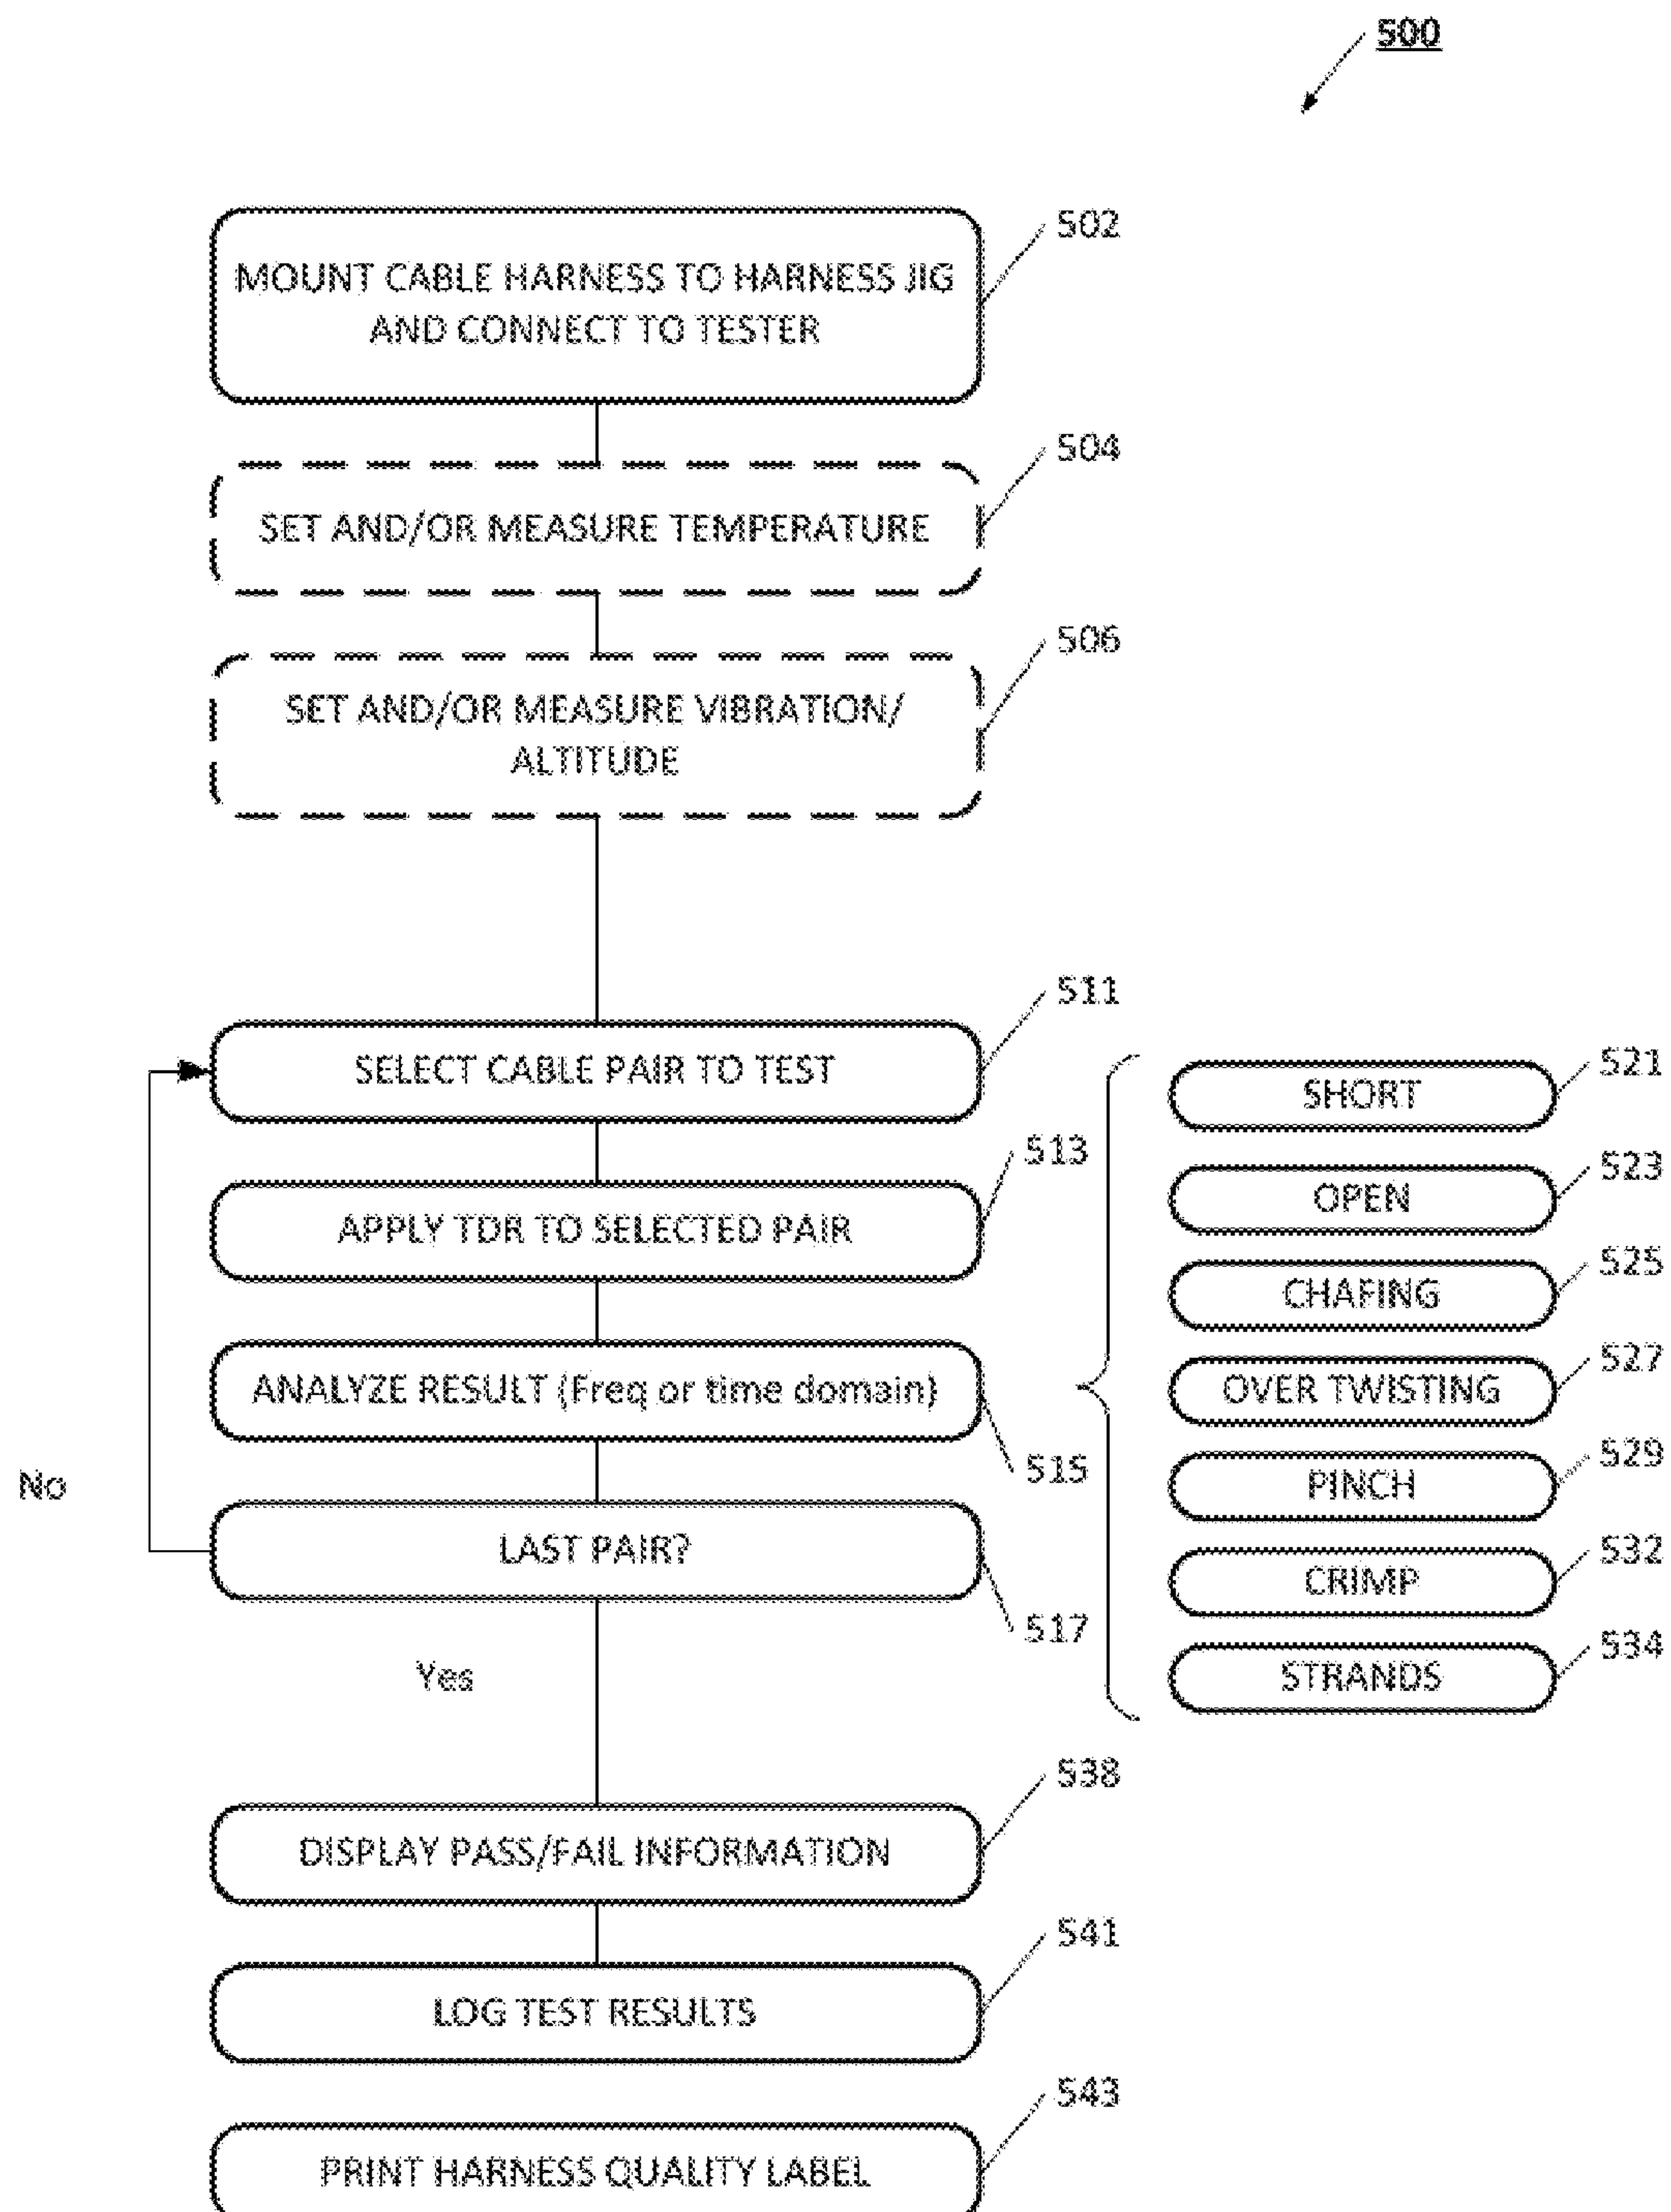 500
502
MOUNT CABLE HARNESS TO HARNESS JIG
AND CONNECT TO TESTER
504
SET AND/OR MEASURE TEMPERATURE
506
SET AND/OR MEASURE VIBRATION/
ALTITUDE
511
SELECT CABLE PAIR TO TEST
513
APPLY TDR TO SELECTED PAIR
ANALYZE RESULT (Freq or time domain)
515
No
LAST PAIR?
517
Yes
521
SHORT
523
OPEN
525
CHAFING
527
OVER TWISTING
529
PINCH
532
CRIMP
534
STRANDS
538
DISPLAY PASS/FAIL INFORMATION
541
LOG TEST RESULTS
543
PRINT HARNESS QUALITY LABEL